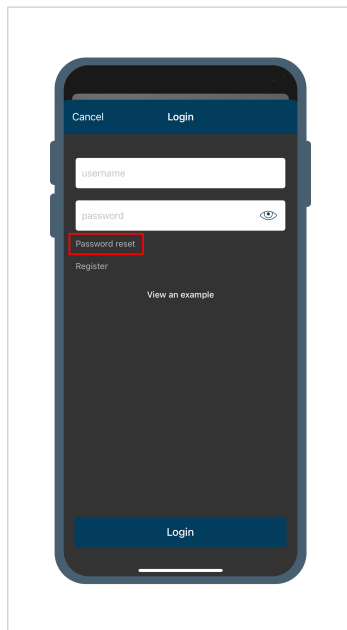 Cancel Login
username
password
Password reset
Register
View an example
Login